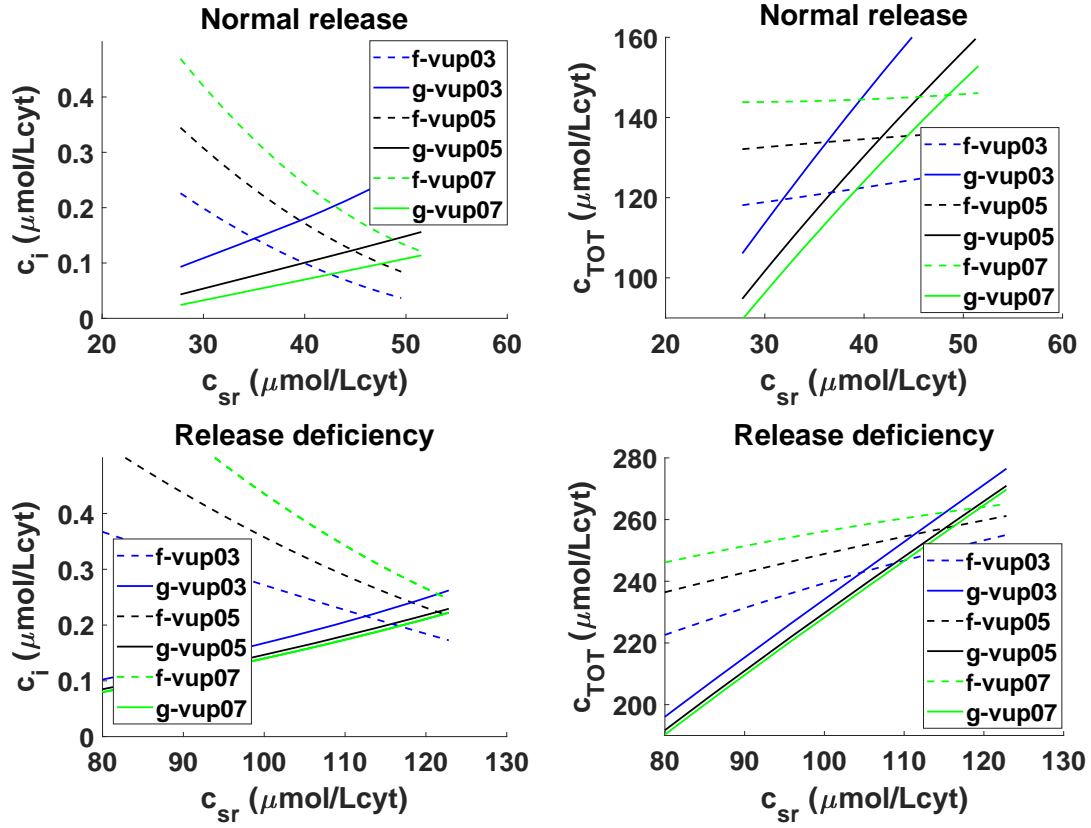 Normal release
c_i (μmol/Lcyt)
0.4
0.3
0.2
0.1
0
20
30
40
50
60
c_sr (μmol/Lcyt)
f-vup03
g-vup03
f-vup05
g-vup05
f-vup07
g-vup07
Normal release
c_TOT (μmol/Lcyt)
160
140
120
100
20
30
40
50
60
c_sr (μmol/Lcyt)
f-vup03
g-vup03
f-vup05
g-vup05
f-vup07
g-vup07
Release deficiency
c_i (μmol/Lcyt)
0.4
0.3
0.2
0.1
0
80
90
100
110
120
130
c_sr (μmol/Lcyt)
f-vup03
g-vup03
f-vup05
g-vup05
f-vup07
g-vup07
Release deficiency
c_TOT (μmol/Lcyt)
280
260
240
220
200
80
90
100
110
120
130
c_sr (μmol/Lcyt)
f-vup03
g-vup03
f-vup05
g-vup05
f-vup07
g-vup07